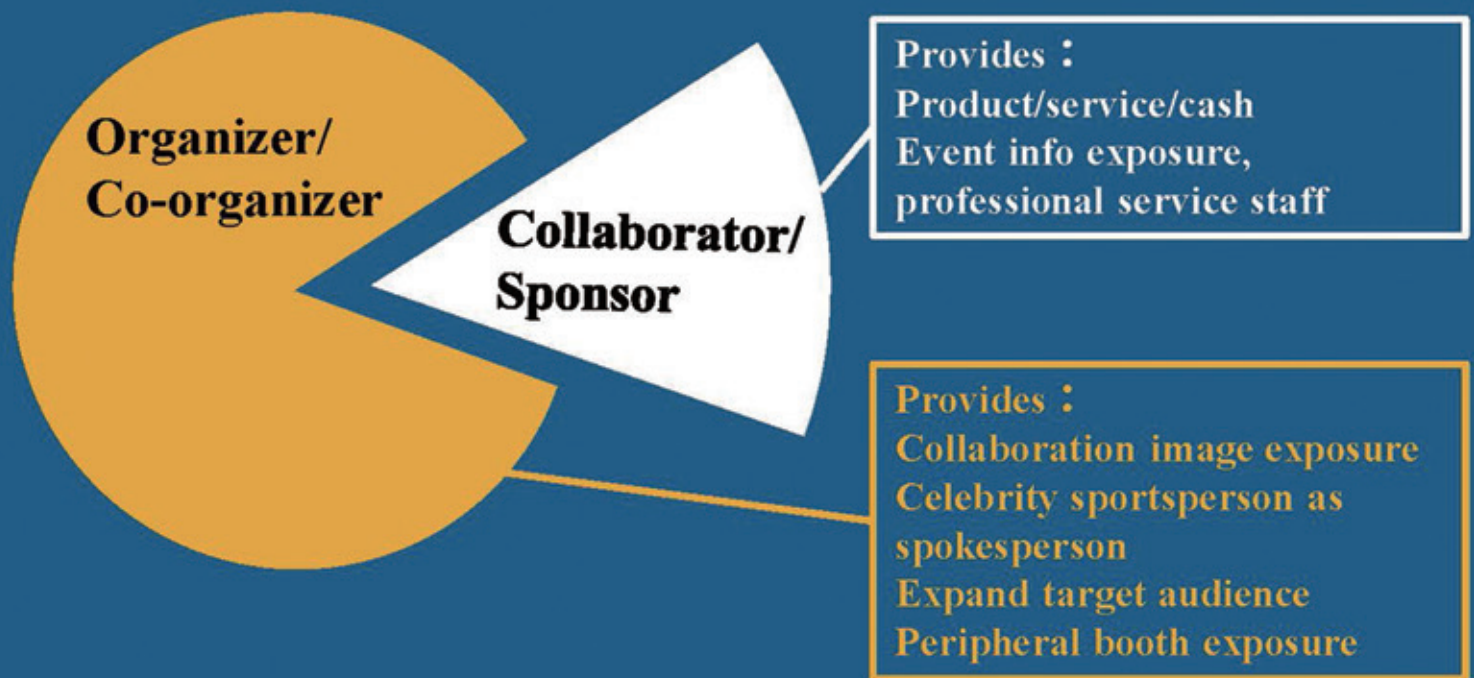 Organizer/
Co-organizer
Collaborator/
Sponsor
Provides：
Product/service/cash
Event info exposure,
professional service staff
Provides：
Collaboration image exposure
Celebrity sportsperson as
spokesperson
Expand target audience
Peripheral booth exposure